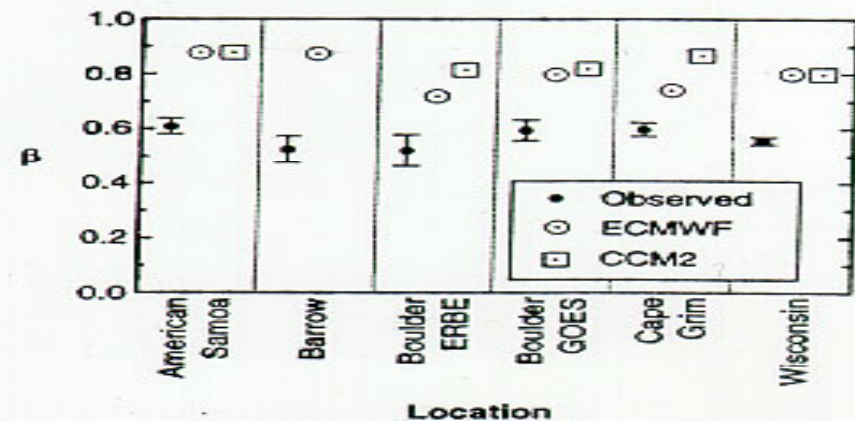 1.0
0.8
0.6
β
0.4
0.2
0.0
Observed
ECMWF
CCM2
American
Samoa
Barrow
Boulder
ERBE
Boulder
GOES
Cape
Grim
Wisconsin
Location